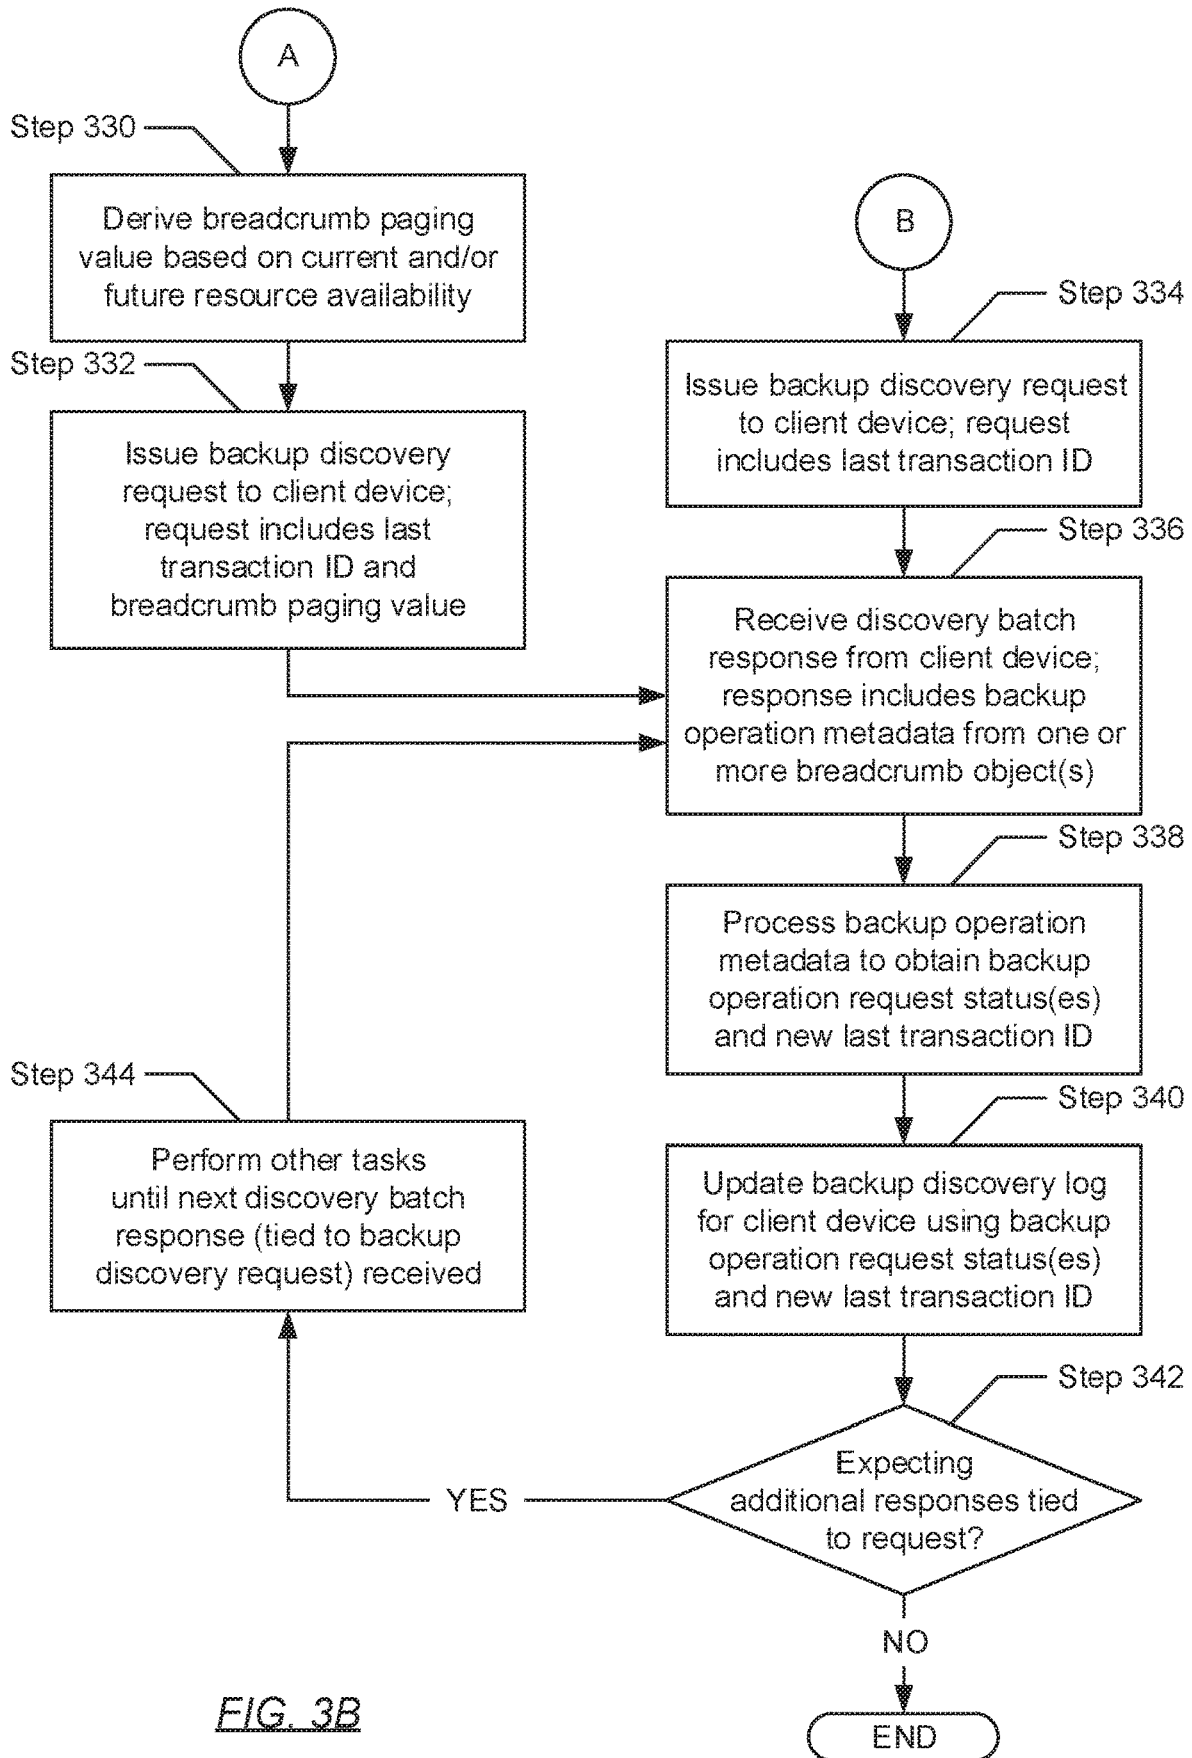 A
Step 330
Derive breadcrumb paging
value based on current and/or
future resource availability
Step 332
Issue backup discovery
request to client device;
request includes last
transaction ID and
breadcrumb paging value
B
Step 334
Issue backup discovery request
to client device; request
includes last transaction ID
Step 336
Receive discovery batch
response from client device;
response includes backup
operation metadata from one or
more breadcrumb object(s)
Step 338
Process backup operation
metadata to obtain backup
operation request status(es)
and new last transaction ID
Step 340
Update backup discovery log
for client device using backup
operation request status(es)
and new last transaction ID
Step 342
Expecting
additional responses tied
to request?
YES
Step 344
Perform other tasks
until next discovery batch
response (tied to backup
discovery request) received
NO
END
FIG. 3B